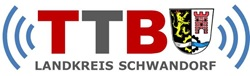 TTB
LANDKREIS SCHWANDORF